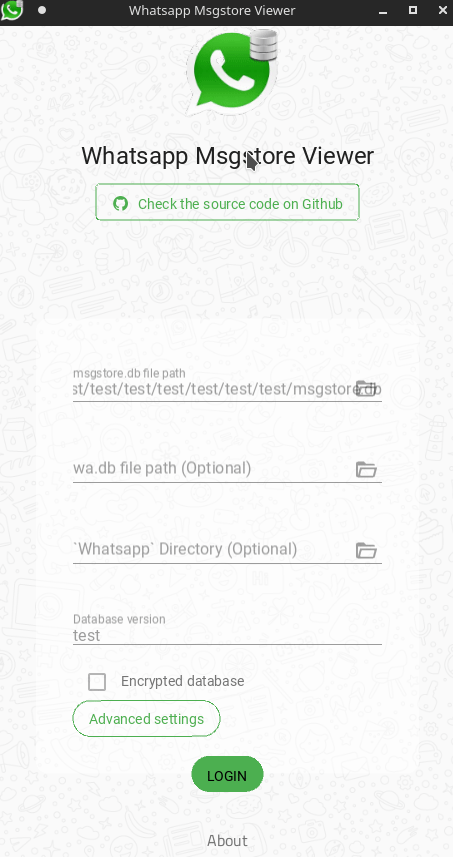 Whatsapp Msgstore Viewer
Whatsapp Msgstore Viewer
Check the source code on Github
msgstore.db file path
st/test/test/test/test/test/test/msgstore.db
wa.db file path (Optional)
`Whatsapp` Directory (Optional)
Database version
test
Encrypted database
Advanced settings
LOGIN
About